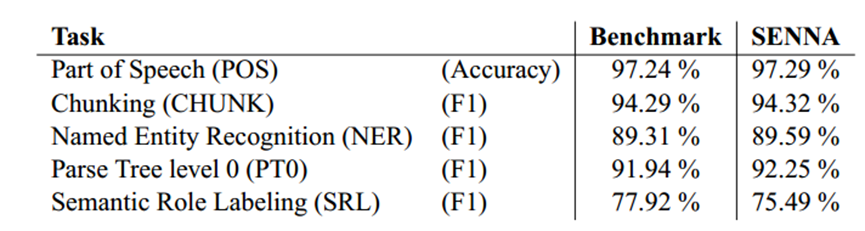 Task Benchmark SENNA
Part of Speech (POS) (Accuracy) 97.24 % 97.29 %
Chunking (CHUNK) (F1) 94.29 % 94.32 %
Named Entity Recognition (NER) (F1) 89.31 % 89.59 %
Parse Tree level 0 (PT0) (F1) 91.94 % 92.25 %
Semantic Role Labeling (SRL) (F1) 77.92 % 75.49 %